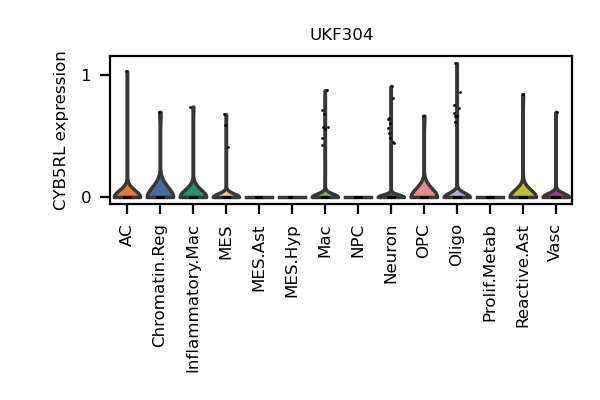 UKF304
CYB5RL expression
1
0
AC
Chromatin.Reg
Inflammatory.Mac
MES
MES.Ast
MES.Hyp
Mac
NPC
Neuron
OPC
Oligo
Prolif.Metab
Reactive.Ast
Vasc